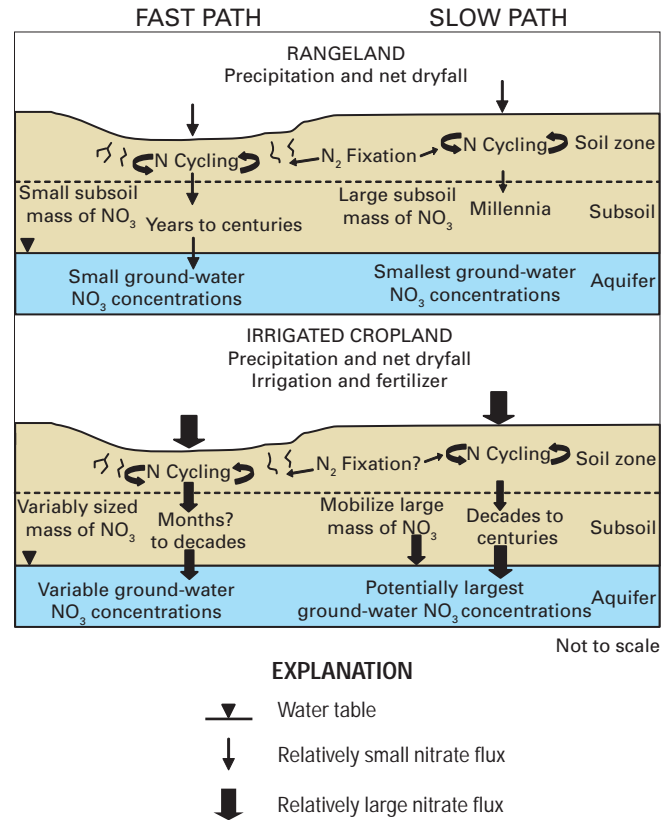 FAST PATH
SLOW PATH
RANGELAND
Precipitation and net dryfall
N Cycling
N₂ Fixation
N Cycling
Soil zone
Small subsoil
mass of NO₃
Years to centuries
Large subsoil
mass of NO₃
Millennia
Subsoil
Small ground-water
NO₃ concentrations
Smallest ground-water
NO₃ concentrations
Aquifer
IRRIGATED CROPLAND
Precipitation and net dryfall
Irrigation and fertilizer
N Cycling
N₂ Fixation?
N Cycling
Soil zone
Variably sized
mass of NO₃
Months?
to decades
Mobilize large
mass of NO₃
Decades to
centuries
Subsoil
Variable ground-water
NO₃ concentrations
Potentially largest
ground-water NO₃ concentrations
Aquifer
Not to scale
EXPLANATION
Water table
Relatively small nitrate flux
Relatively large nitrate flux